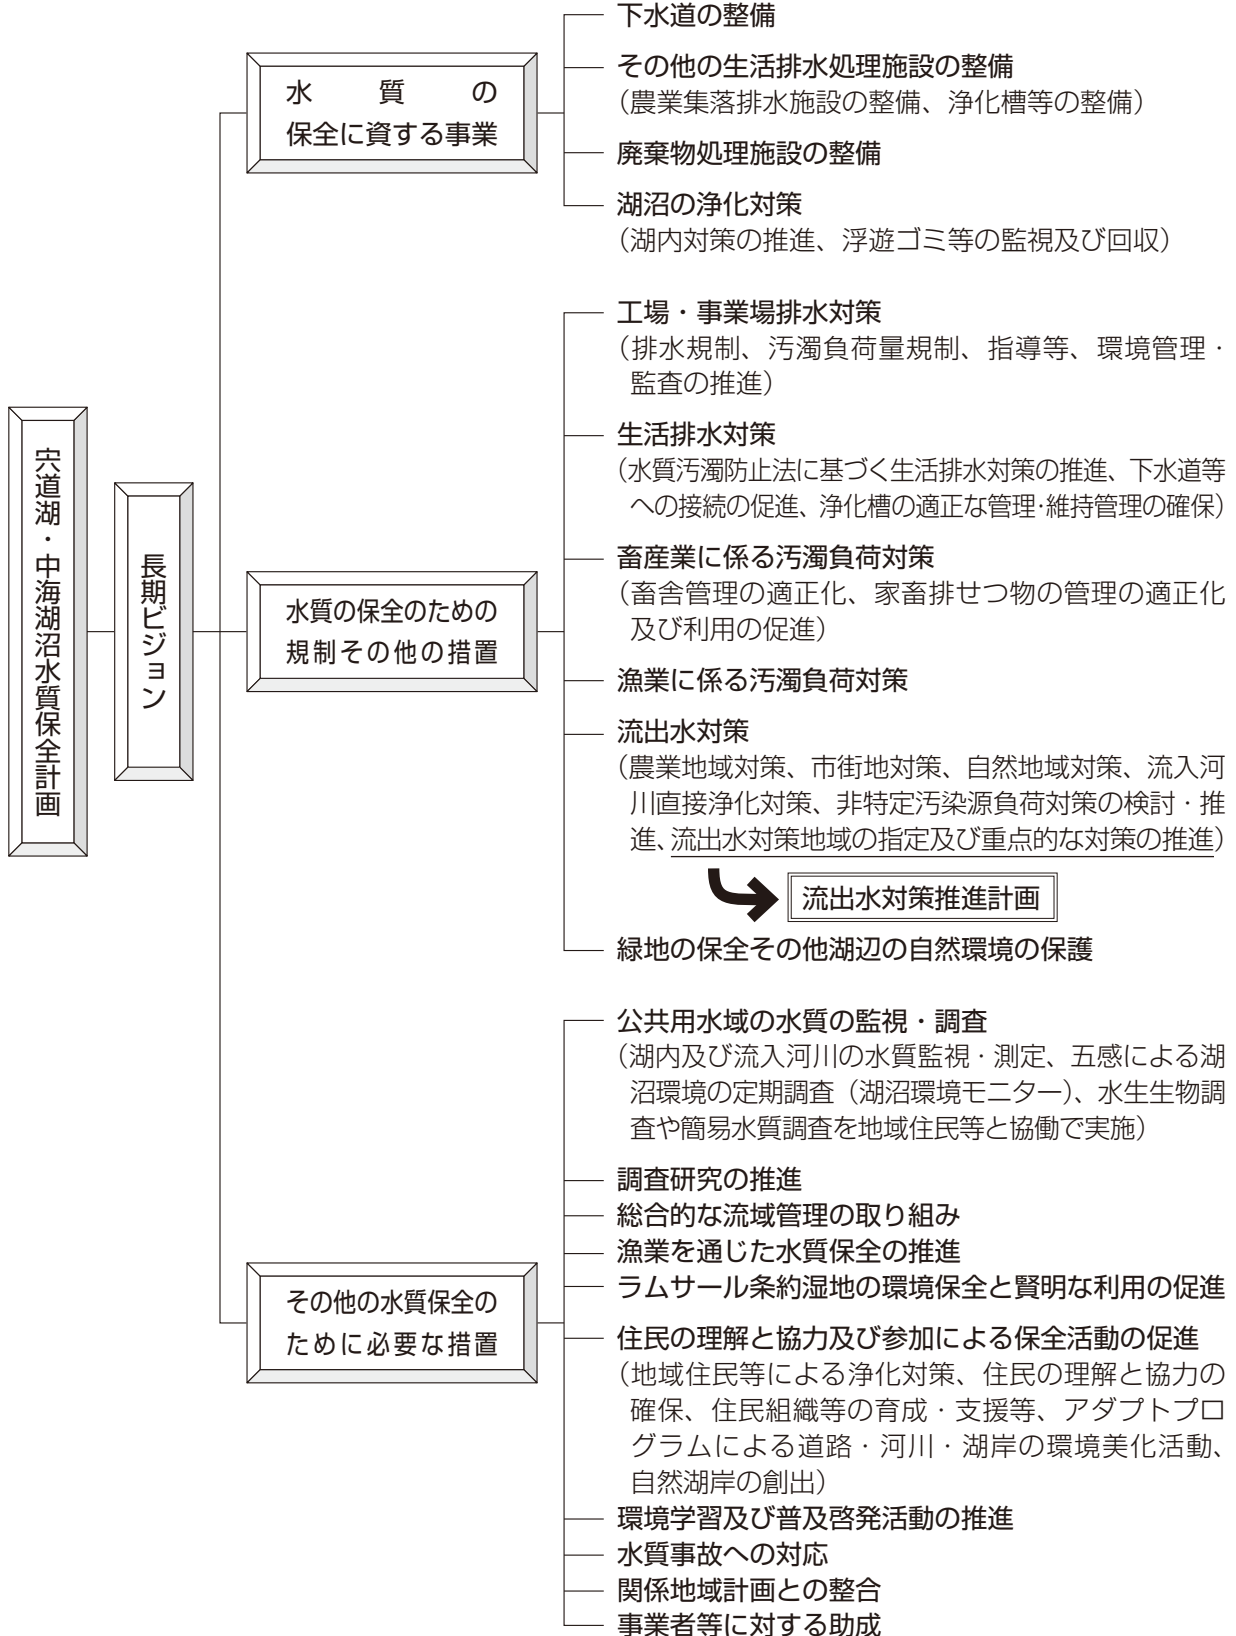 宍道湖・中海湖沼水質保全計画
長期ビジョン
水質の
保全に資する事業
下水道の整備
その他の生活排水処理施設の整備
（農業集落排水施設の整備、浄化槽等の整備）
廃棄物処理施設の整備
湖沼の浄化対策
（湖内対策の推進、浮遊ゴミ等の監視及び回収）
水質の保全のための
規制その他の措置
工場・事業場排水対策
（排水規制、汚濁負荷量規制、指導等、環境管理・
監査の推進）
生活排水対策
（水質汚濁防止法に基づく生活排水対策の推進、下水道等
への接続の促進、浄化槽の適正な管理・維持管理の確保）
畜産業に係る汚濁負荷対策
（畜舎管理の適正化、家畜排せつ物の管理の適正化
及び利用の促進）
漁業に係る汚濁負荷対策
流出水対策
（農業地域対策、市街地対策、自然地域対策、流入河
川直接浄化対策、非特定汚染源負荷対策の検討・推
進、流出水対策地域の指定及び重点的な対策の推進）
流出水対策推進計画
緑地の保全その他湖辺の自然環境の保護
その他の水質保全の
ために必要な措置
公共用水域の水質の監視・調査
（湖内及び流入河川の水質監視・測定、五感による湖
沼環境の定期調査（湖沼環境モニター）、水生生物調
査や簡易水質調査を地域住民等と協働で実施）
調査研究の推進
総合的な流域管理の取り組み
漁業を通じた水質保全の推進
ラムサール条約湿地の環境保全と賢明な利用の促進
住民の理解と協力及び参加による保全活動の促進
（地域住民等による浄化対策、住民の理解と協力の
確保、住民組織等の育成・支援等、アダプトプロ
グラムによる道路・河川・湖岸の環境美化活動、
自然湖岸の創出）
環境学習及び普及啓発活動の推進
水質事故への対応
関係地域計画との整合
事業者等に対する助成